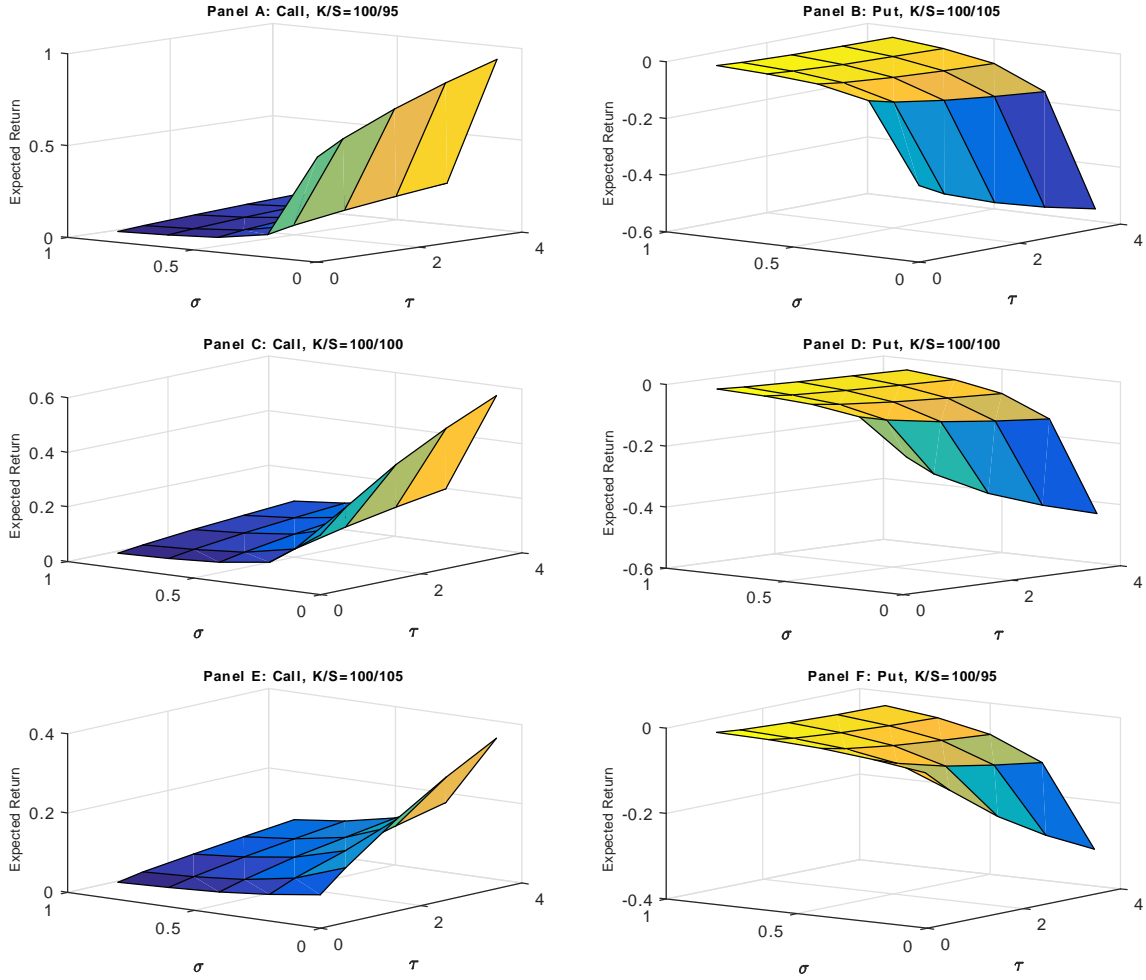 Panel A: Call, K/S=100/95
1
0.5
0
Expected Return
1
0.5
0
σ
0
2
4
τ
Panel B: Put, K/S=100/105
0
-0.2
-0.4
-0.6
Expected Return
1
0.5
0
σ
0
2
4
τ
Panel C: Call, K/S=100/100
0.6
0.4
0.2
0
Expected Return
1
0.5
0
σ
0
2
4
τ
Panel D: Put, K/S=100/100
0
-0.2
-0.4
-0.6
Expected Return
1
0.5
0
σ
0
2
4
τ
Panel E: Call, K/S=100/105
0.4
0.2
0
Expected Return
1
0.5
0
σ
0
2
4
τ
Panel F: Put, K/S=100/95
0
-0.2
-0.4
Expected Return
1
0.5
0
σ
0
2
4
τ